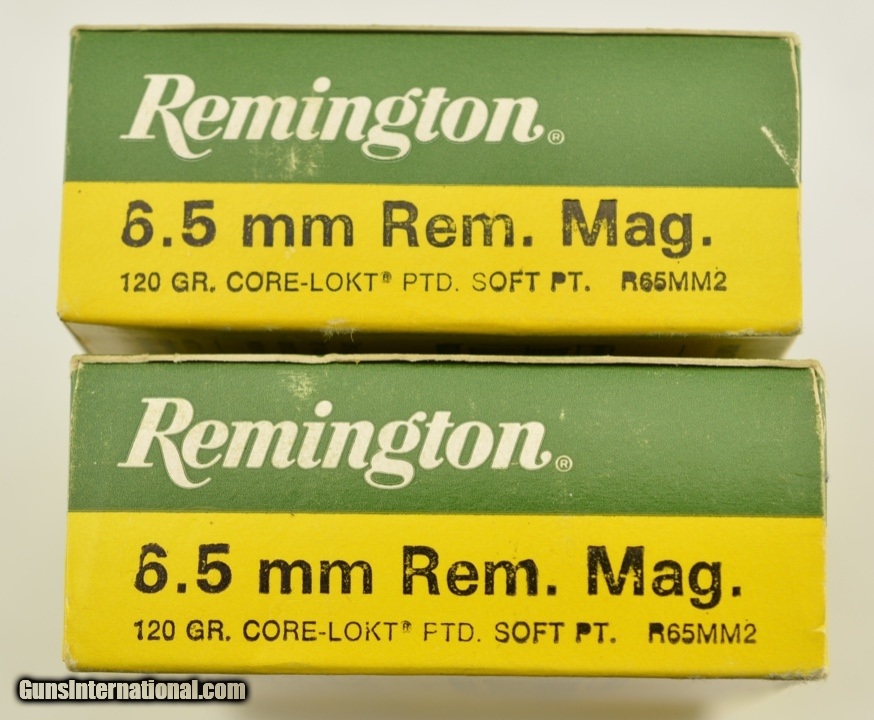 Remington®
6.5 mm Rem. Mag.
120 GR. CORE-LOKT® PTD. SOFT PT. R65MM2
Remington®
6.5 mm Rem. Mag.
120 GR. CORE-LOKT® PTD. SOFT PT. R65MM2
GunsInternational.com